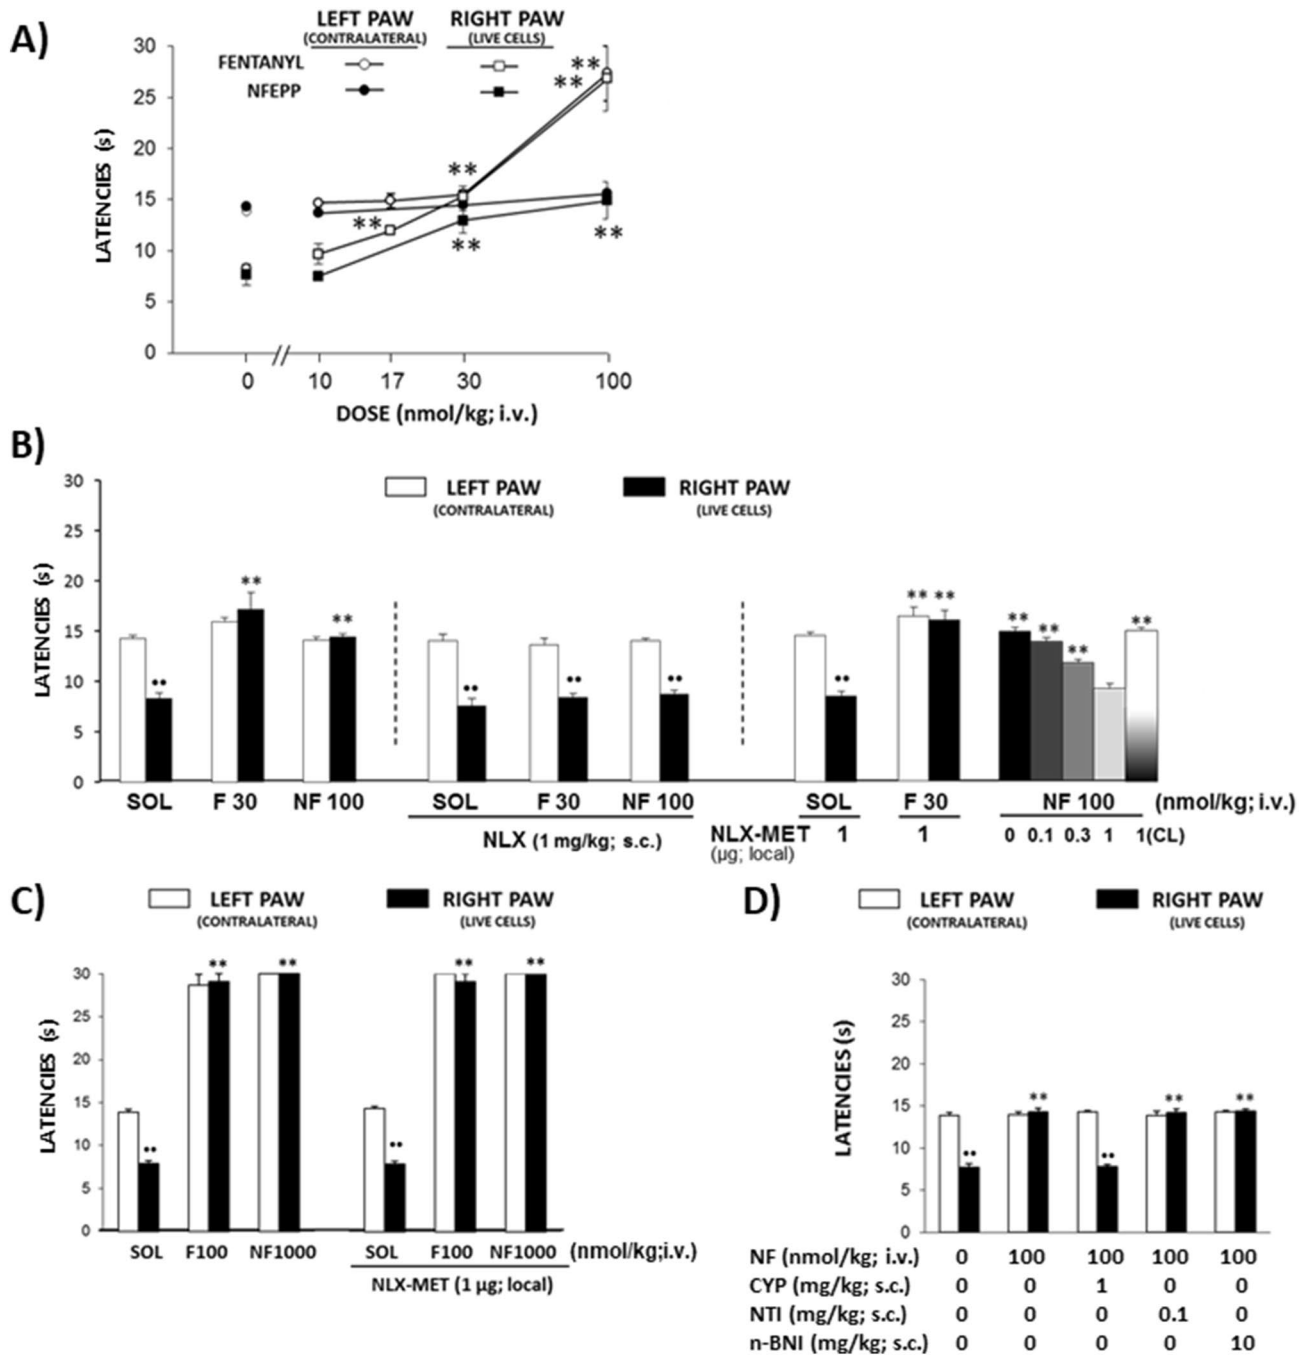 A)
LEFT PAW RIGHT PAW
(CONTRALATERAL) (LIVE CELLS)
FENTANYL
NFEPP
LATENCIES (s)
30
25
20
15
10
5
0
** ** ** ** ** **
0 10 17 30 100
DOSE (nmol/kg; i.v.)
B)
LEFT PAW RIGHT PAW
(CONTRALATERAL) (LIVE CELLS)
LATENCIES (s)
30
25
20
15
10
5
0
•• ** ** •• •• •• •• ** ** ** ** ** **
SOL F 30 NF 100 SOL F 30 NF 100 SOL F 30 NF 100 (nmol/kg; i.v.)
NLX (1 mg/kg; s.c.) NLX-MET 1 1 0 0.1 0.3 1 1(CL)
(µg; local)
C)
LEFT PAW RIGHT PAW
(CONTRALATERAL) (LIVE CELLS)
LATENCIES (s)
30
25
20
15
10
5
0
•• ** ** •• ** **
SOL F100 NF1000 SOL F100 NF1000 (nmol/kg;i.v.)
NLX-MET (1 µg; local)
D)
LEFT PAW RIGHT PAW
(CONTRALATERAL) (LIVE CELLS)
LATENCIES (s)
30
25
20
15
10
5
0
•• ** •• ** **
NF (nmol/kg; i.v.) 0 100 100 100 100
CYP (mg/kg; s.c.) 0 0 1 0 0
NTI (mg/kg; s.c.) 0 0 0 0.1 0
n-BNI (mg/kg; s.c.) 0 0 0 0 10